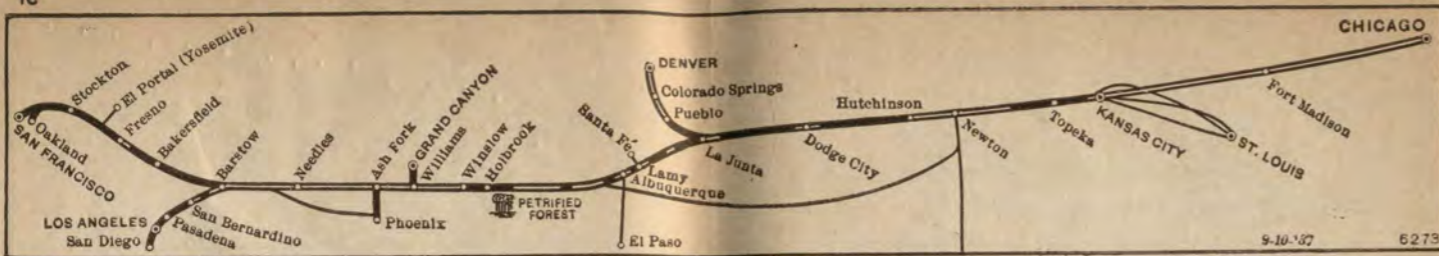 CHICAGO
Stockton
El Portal (Yosemite)
Fresno
Bakersfield
Oakland
SAN FRANCISCO
Barstow
Needles
Ash Fork
GRAND CANYON
Williams
Winslow
Holbrook
PETRIFIED
FOREST
Phoenix
LOS ANGELES
San Diego
Pasadena
San Bernardino
Santa Fé
DENVER
Colorado Springs
Pueblo
La Junta
Lamy
Albuquerque
El Paso
Dodge City
Hutchinson
Newton
Topeka
KANSAS CITY
ST. LOUIS
Fort Madison
9-10-'37
6273